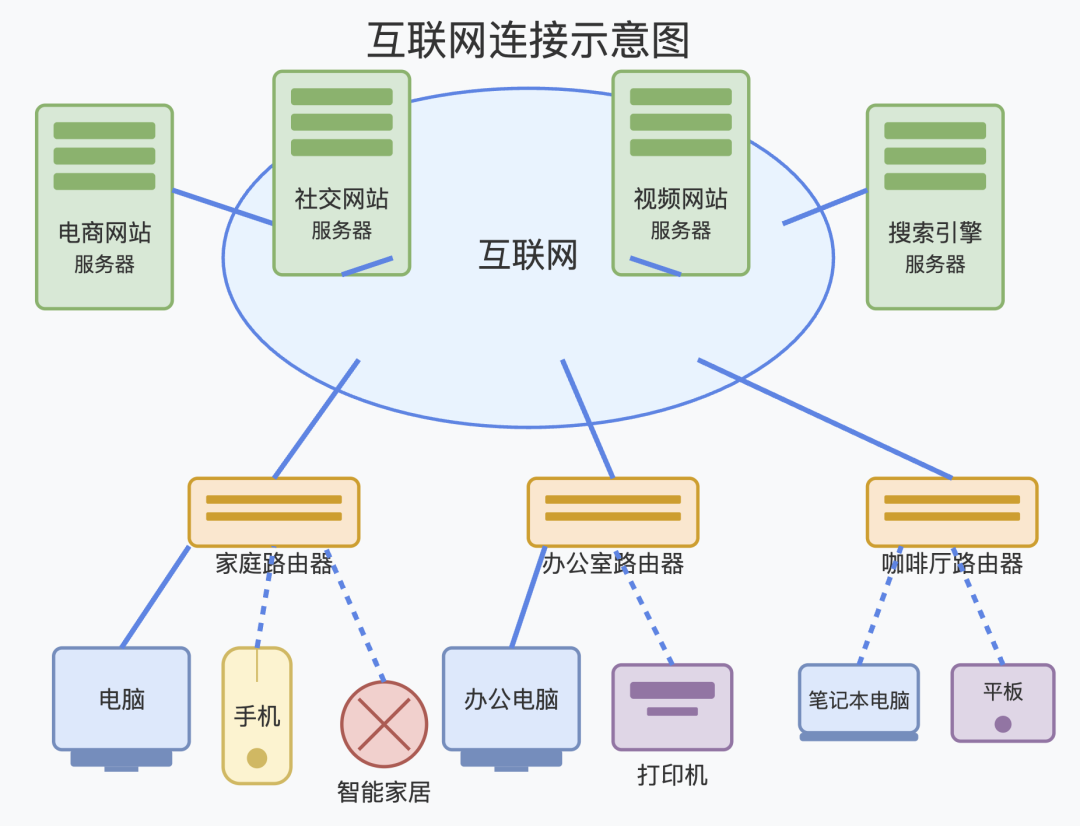 互联网连接示意图
电商网站
服务器
社交网站
服务器
互联网
视频网站
服务器
搜索引擎
服务器
家庭路由器
办公室路由器
咖啡厅路由器
电脑
手机
智能家居
办公电脑
打印机
笔记本电脑
平板